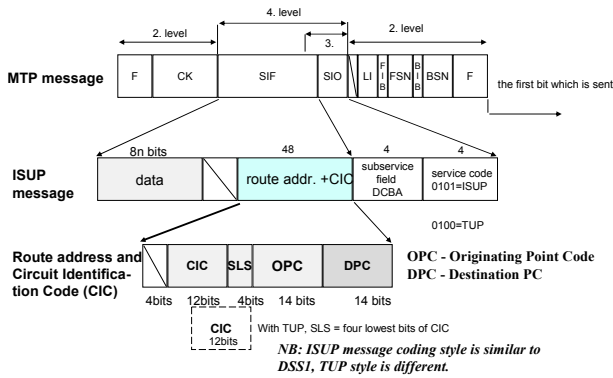 4. level
2. level
3.
2. level
MTP message
F CK SIF SIO LI FIB FSN BIB BSN F
the first bit which is sent
8n bits 48 4 4
ISUP message
data
route addr. +CIC
subservice field DCBA
service code 0101=ISUP
0100=TUP
Route address and
Circuit Identifica-
tion Code (CIC)
CIC SLS OPC DPC
OPC - Originating Point Code
DPC - Destination PC
4bits 12bits 4bits 14 bits 14 bits
CIC
12bits
With TUP, SLS = four lowest bits of CIC
NB: ISUP message coding style is similar to
DSS1, TUP style is different.